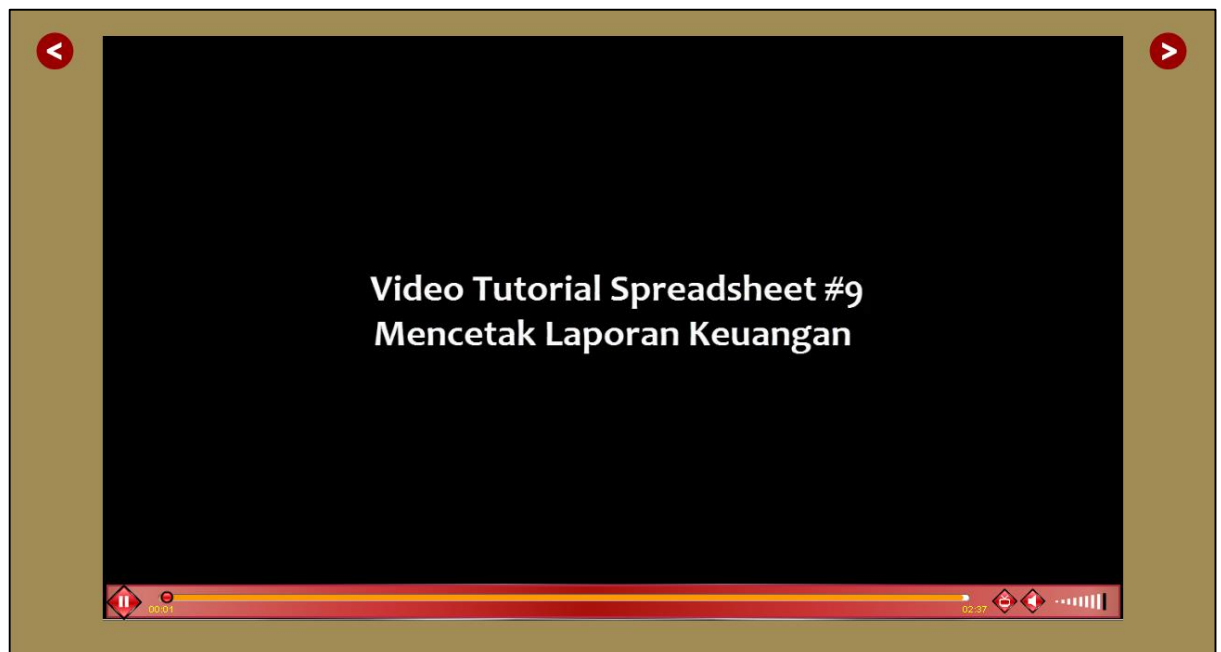 <
>
Video Tutorial Spreadsheet #9
Mencetak Laporan Keuangan
00:01
02:37